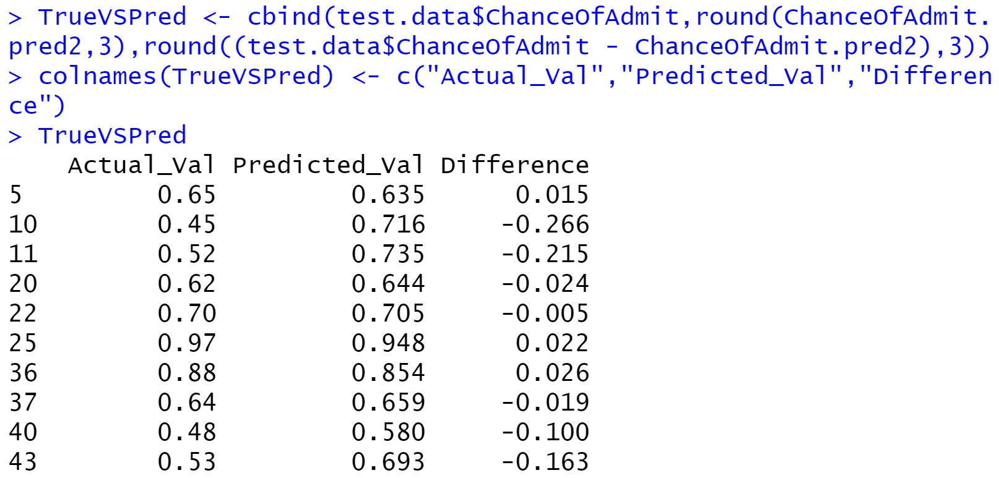 > TrueVSPred <- cbind(test.data$ChanceOfAdmit,round(ChanceOfAdmit.
pred2,3),round((test.data$ChanceOfAdmit - ChanceOfAdmit.pred2),3))
> colnames(TrueVSPred) <- c("Actual_Val","Predicted_Val","Differen
ce")
> TrueVSPred
Actual_Val Predicted_Val Difference
5 0.65 0.635 0.015
10 0.45 0.716 -0.266
11 0.52 0.735 -0.215
20 0.62 0.644 -0.024
22 0.70 0.705 -0.005
25 0.97 0.948 0.022
36 0.88 0.854 0.026
37 0.64 0.659 -0.019
40 0.48 0.580 -0.100
43 0.53 0.693 -0.163